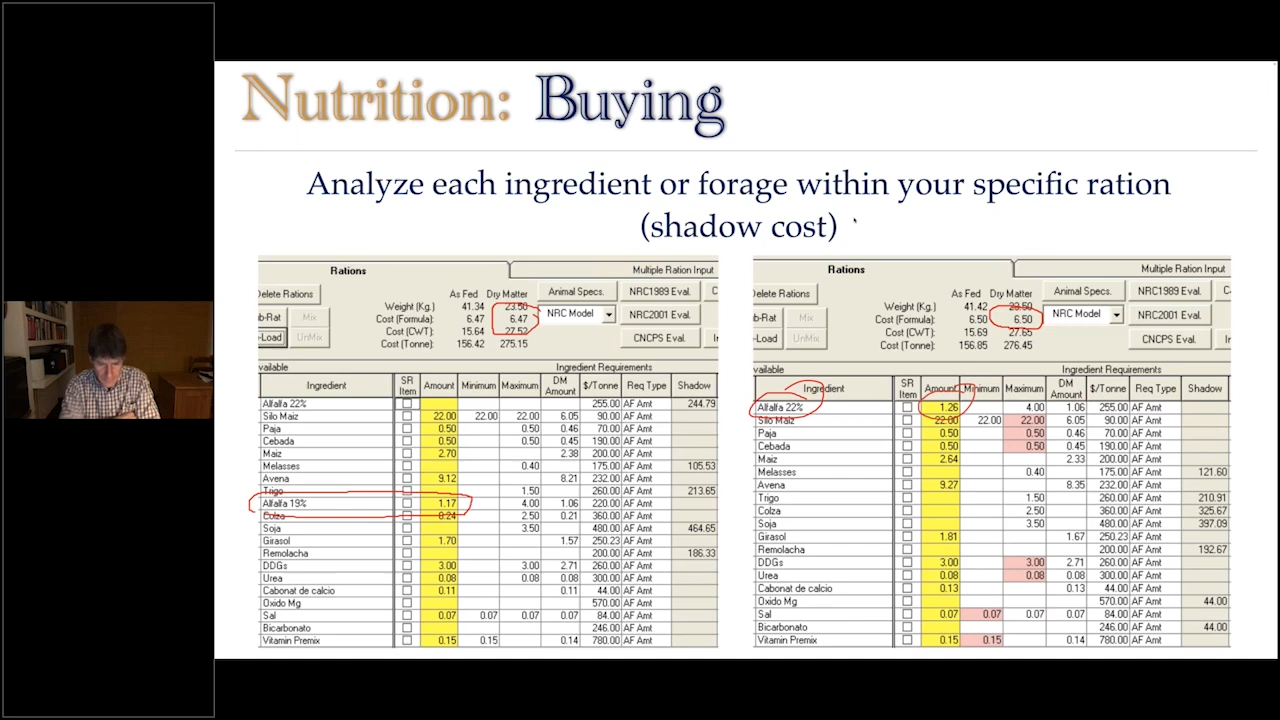 Nutrition: Buying
Analyze each ingredient or forage within your specific ration
(shadow cost)
Rations Multiple Ration Input
Delete Rations As Fed Dry Matter Animal Specs. NRC1989 Eval. C
Weight (Kg.) 41.34 23.50
b-Rat Mix Cost (Formula): 6.47 6.47 NRC Model NRC2001 Eval.
Cost (CWT): 15.64 27.52
-Load UnMix Cost (Tonne): 156.42 275.15 CNCPS Eval. In
vailable Ingredient Requirements
Ingredient SR Item Amount Minimum Maximum DM Amount $/Tonne Req Type Shadow
Alfalfa 22% 255.00 AF Amt 244.79
Silo Maiz 22.00 22.00 22.00 6.05 90.00 AF Amt
Paja 0.50 0.50 0.46 70.00 AF Amt
Cebada 0.50 0.50 0.45 190.00 AF Amt
Maiz 2.70 2.38 200.00 AF Amt
Melasses 0.40 175.00 AF Amt 105.53
Avena 9.12 8.21 232.00 AF Amt
Trigo 1.50 260.00 AF Amt 213.65
Alfalfa 19% 1.17 4.00 1.06 220.00 AF Amt
Colza 0.24 2.50 0.21 360.00 AF Amt
Soja 3.50 480.00 AF Amt 464.65
Girasol 1.70 1.57 250.23 AF Amt
Remolacha 200.00 AF Amt 186.33
DDGs 3.00 3.00 2.71 260.00 AF Amt
Urea 0.08 0.08 0.08 300.00 AF Amt
Cabonat de calcio 0.11 0.11 44.00 AF Amt
Oxido Mg 570.00 AF Amt
Sal 0.07 0.07 0.07 0.07 84.00 AF Amt
Bicarbonato 246.00 AF Amt
Vitamin Premix 0.15 0.15 0.14 780.00 AF Amt
Rations Multiple Ration Input
Delete Rations As Fed Dry Matter Animal Specs. NRC1989 Eval. C
Weight (Kg.) 41.42
b-Rat Mix Cost (Formula): 6.50 6.50 NRC Model NRC2001 Eval.
Cost (CWT): 15.69 27.65
-Load UnMix Cost (Tonne): 156.85 276.45 CNCPS Eval. In
vailable Ingredient Requirements
Ingredient SR Item Amount Minimum Maximum DM Amount $/Tonne Req Type Shadow
Alfalfa 22% 1.26 4.00 1.06 255.00 AF Amt
Silo Maiz 22.00 22.00 22.00 6.05 90.00 AF Amt
Paja 0.50 0.50 0.46 70.00 AF Amt
Cebada 0.50 0.50 0.45 190.00 AF Amt
Maiz 2.64 2.33 200.00 AF Amt
Melasses 0.40 175.00 AF Amt 121.60
Avena 9.27 8.35 232.00 AF Amt
Trigo 1.50 260.00 AF Amt 210.91
Colza 2.50 360.00 AF Amt 325.67
Soja 3.50 480.00 AF Amt 397.09
Girasol 1.81 1.67 250.23 AF Amt
Remolacha 200.00 AF Amt 192.67
DDGs 3.00 3.00 2.71 260.00 AF Amt
Urea 0.08 0.08 0.08 300.00 AF Amt
Cabonat de calcio 0.13 0.13 44.00 AF Amt
Oxido Mg 570.00 AF Amt 44.00
Sal 0.07 0.07 0.07 0.07 84.00 AF Amt
Bicarbonato 246.00 AF Amt 44.00
Vitamin Premix 0.15 0.15 0.14 780.00 AF Amt